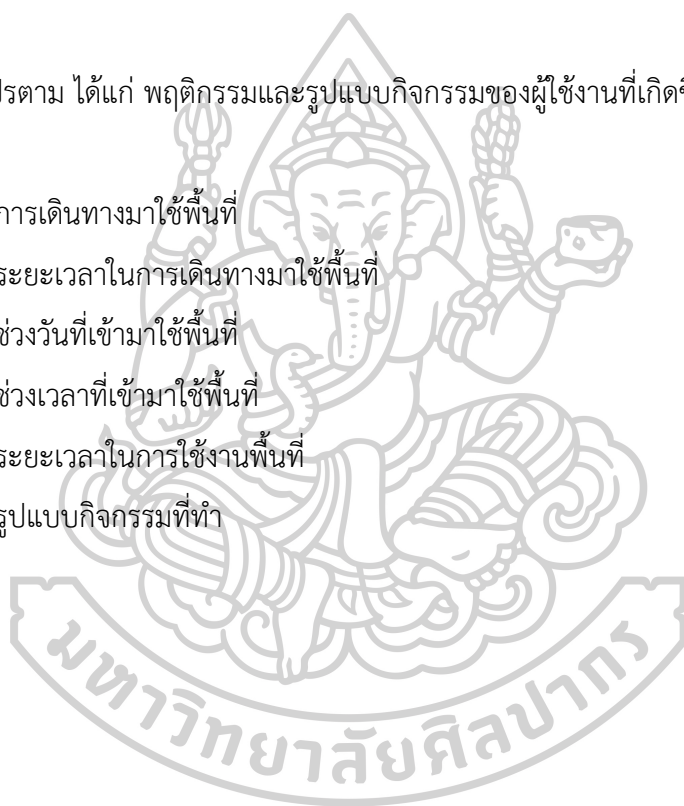 ปรตาม ได้แก่ พฤติกรรมและรูปแบบกิจกรรมของผู้ใช้งานที่เกิด
การเดินทางมาใช้พื้นที่
ระยะเวลาในการเดินทางมาใช้พื้นที่
ช่วงวันที่เข้ามาใช้พื้นที่
ช่วงเวลาที่เข้ามาใช้พื้นที่
ระยะเวลาในการใช้งานพื้นที่
รูปแบบกิจกรรมที่ทำ
มหาวิทยาลัยศิลปากร